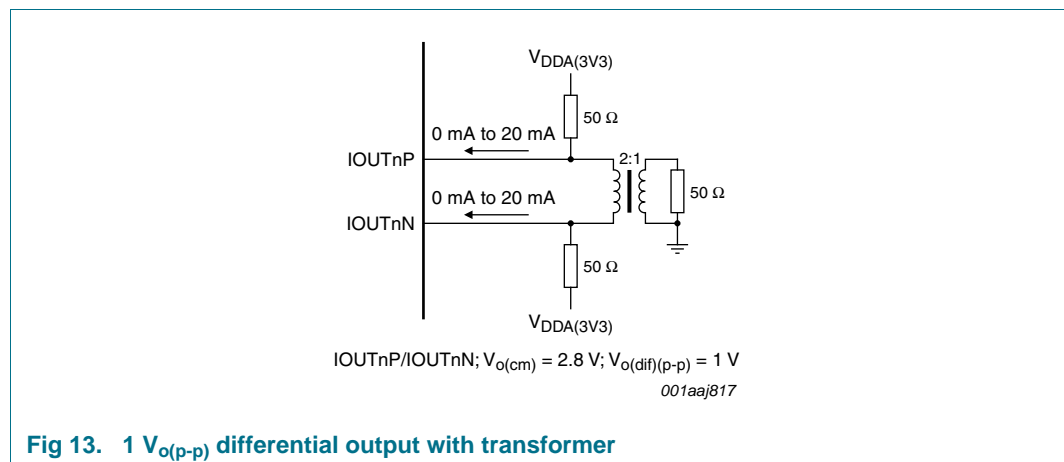 VDDA(3V3)
50 Ω
0 mA to 20 mA
IOUTnP
2:1
0 mA to 20 mA
50 Ω
IOUTnN
50 Ω
VDDA(3V3)
IOUTnP/IOUTnN; Vo(cm) = 2.8 V; Vo(dif)(p-p) = 1 V
001aaj817
Fig 13. 1 Vo(p-p) differential output with transformer